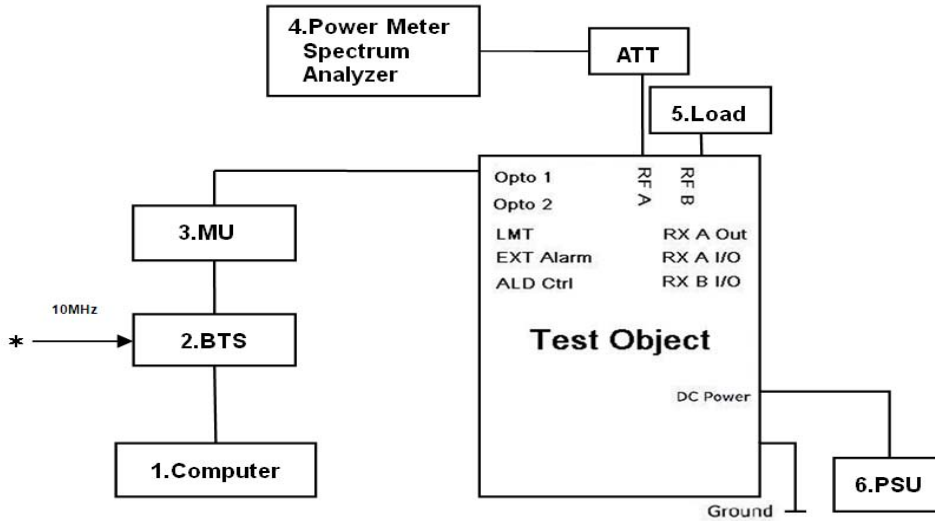 4.Power Meter
Spectrum
Analyzer
ATT
5.Load
Opto 1
Opto 2
LMT
EXT Alarm
ALD Ctrl
RF A
RF B
RX A Out
RX A I/O
RX B I/O
3.MU
10MHz
*
2.BTS
Test Object
DC Power
1.Computer
6.PSU
Ground